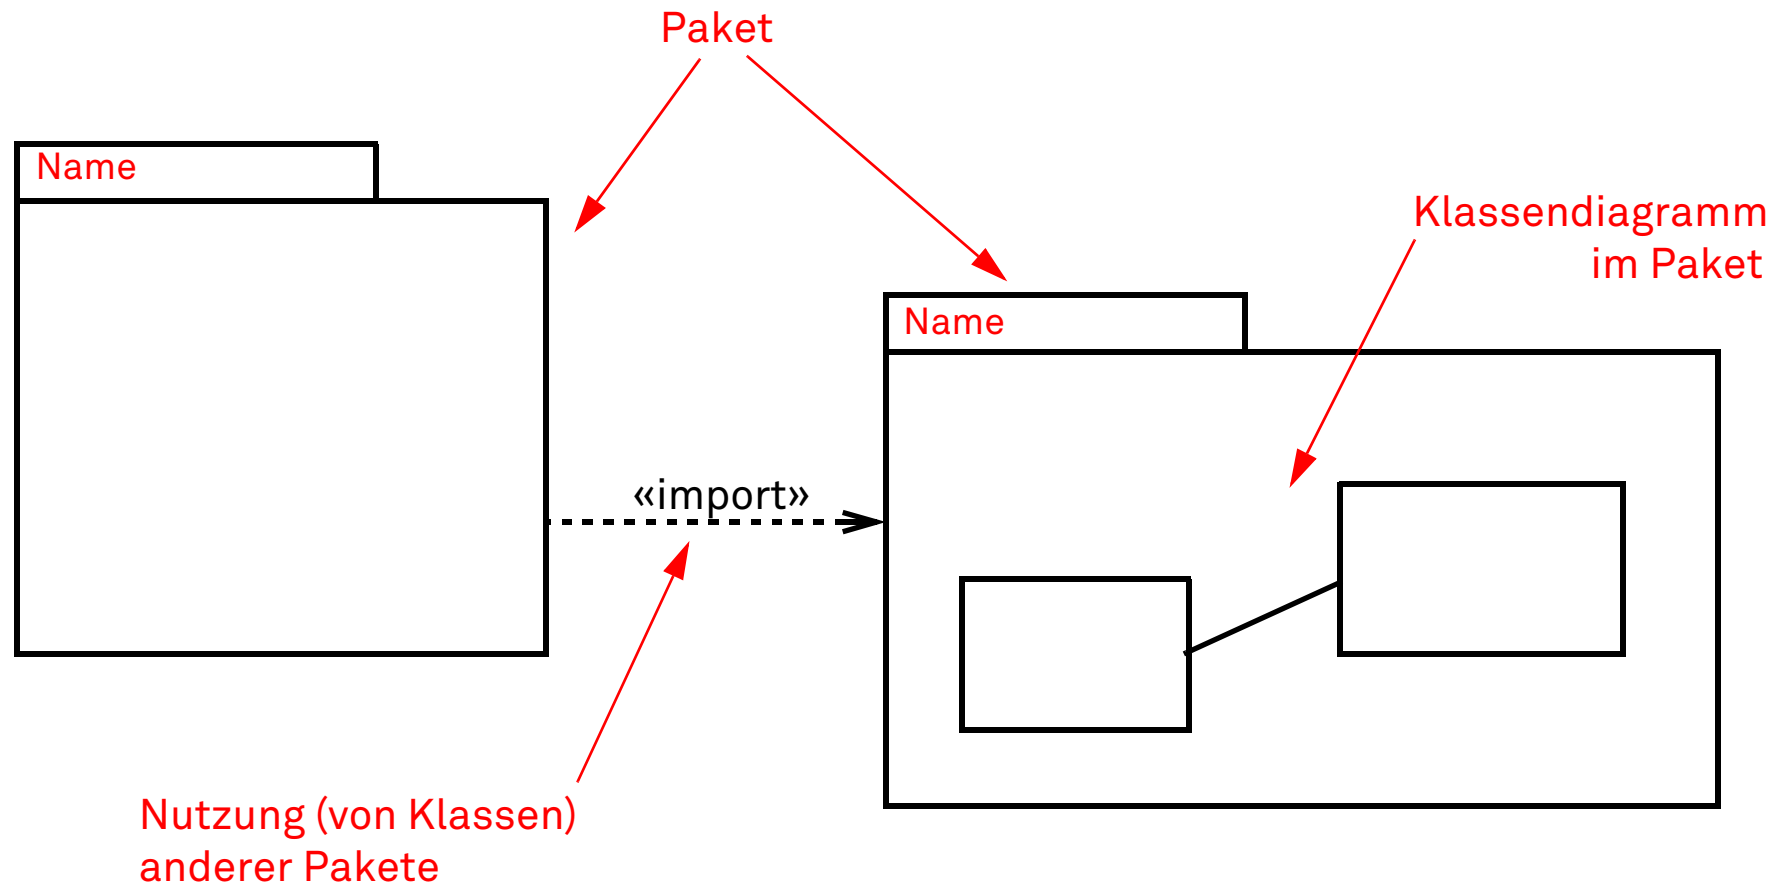 Paket
Name
Klassendiagramm
im Paket
Name
«import»
Nutzung (von Klassen)
anderer Pakete